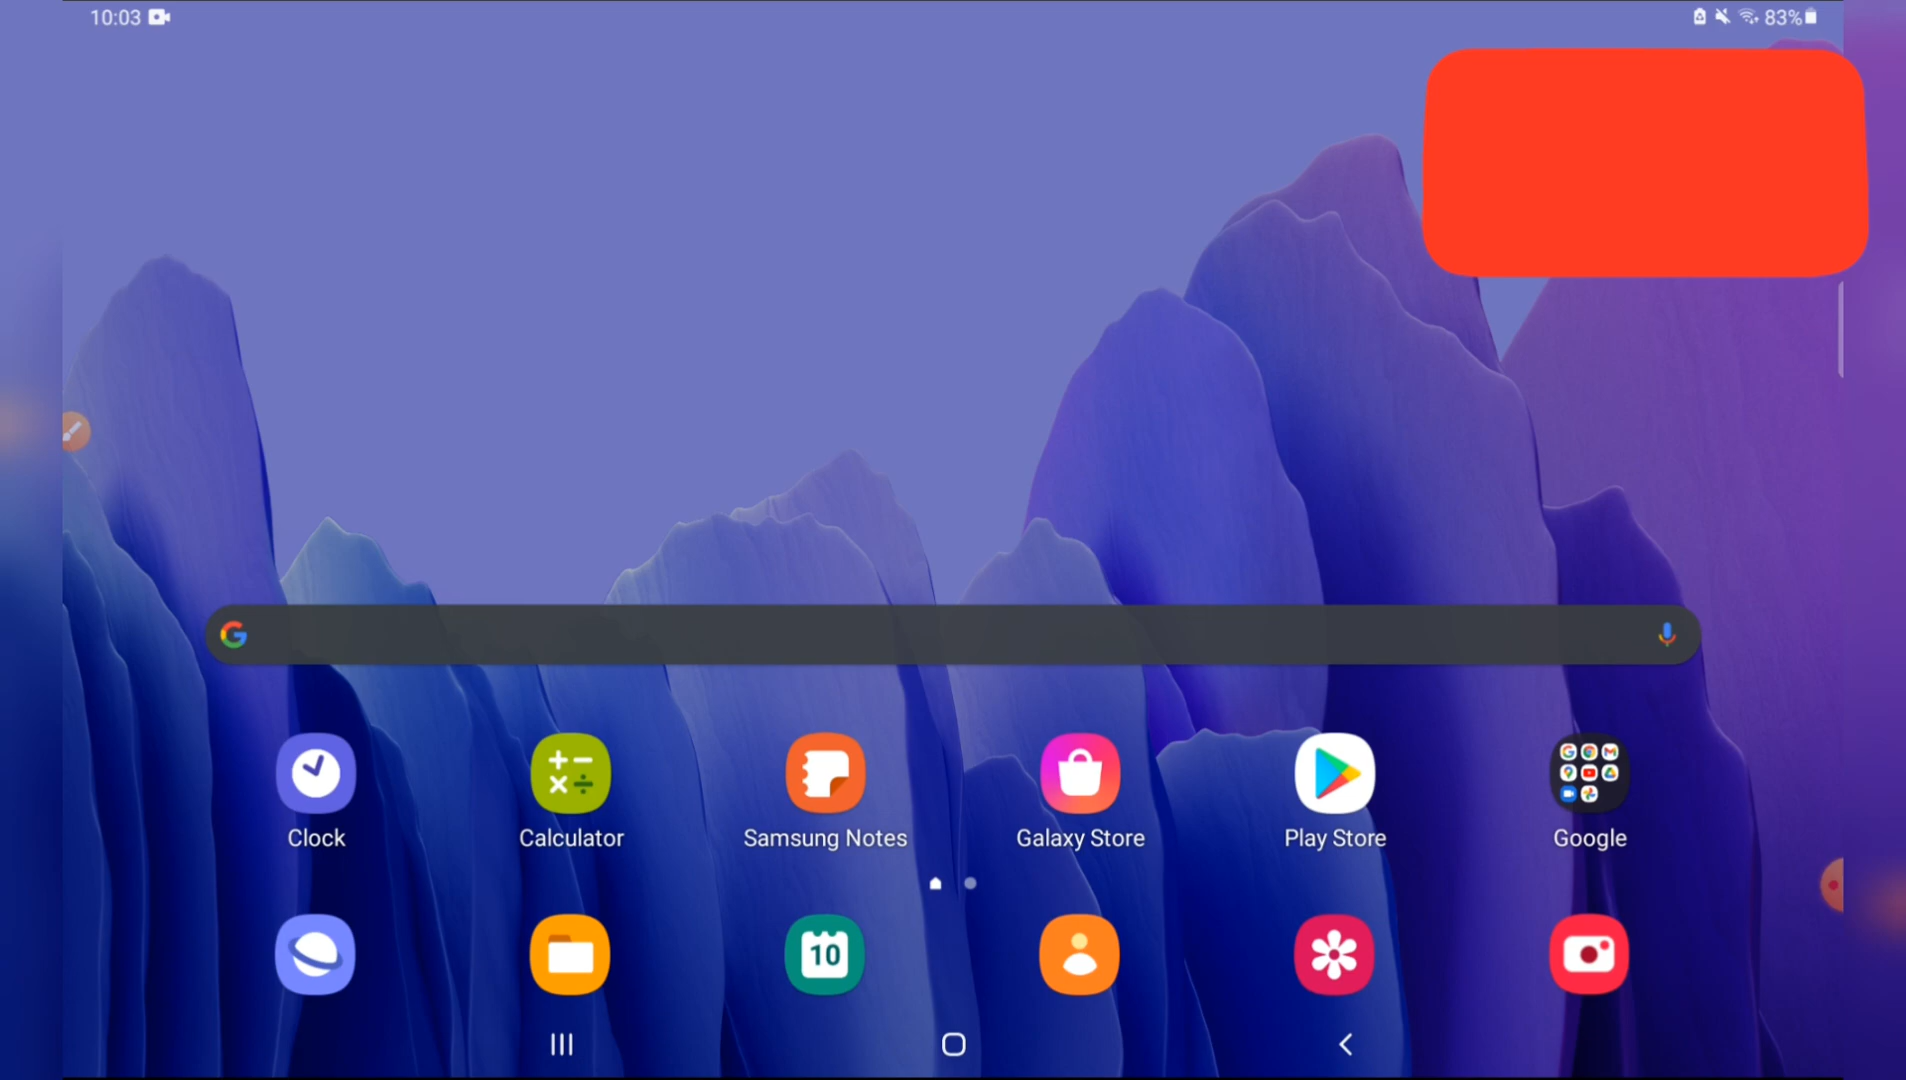 10:03
83%
Clock
Calculator
Samsung Notes
Galaxy Store
Play Store
Google
10